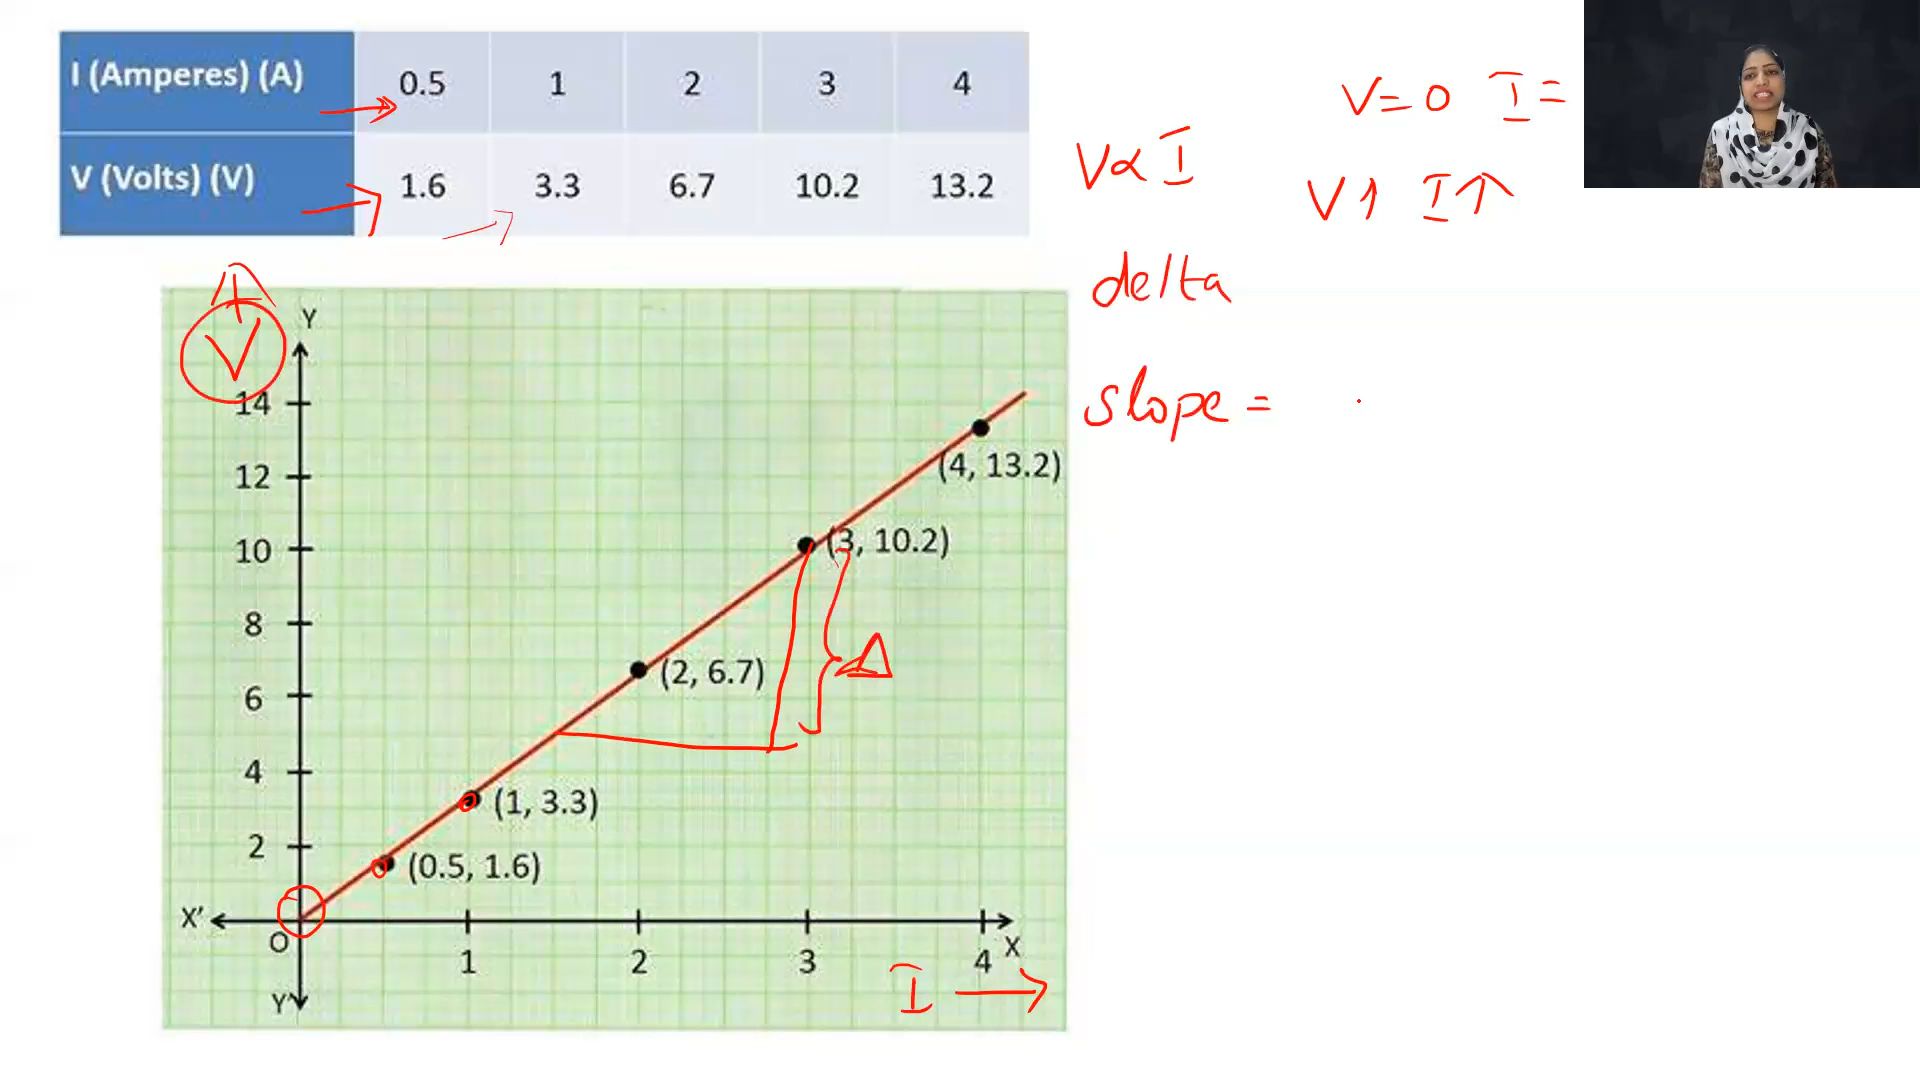 I (Amperes) (A) 0.5 1 2 3 4
V (Volts) (V) 1.6 3.3 6.7 10.2 13.2
V=0 I=
V∝I
V↑ I↑
delta
slope =
V
Y
14
12
10
8
6
4
2
(4, 13.2)
(3, 10.2)
Δ
(2, 6.7)
(1, 3.3)
(0.5, 1.6)
X' O X
1 2 3 4
Y'
I →